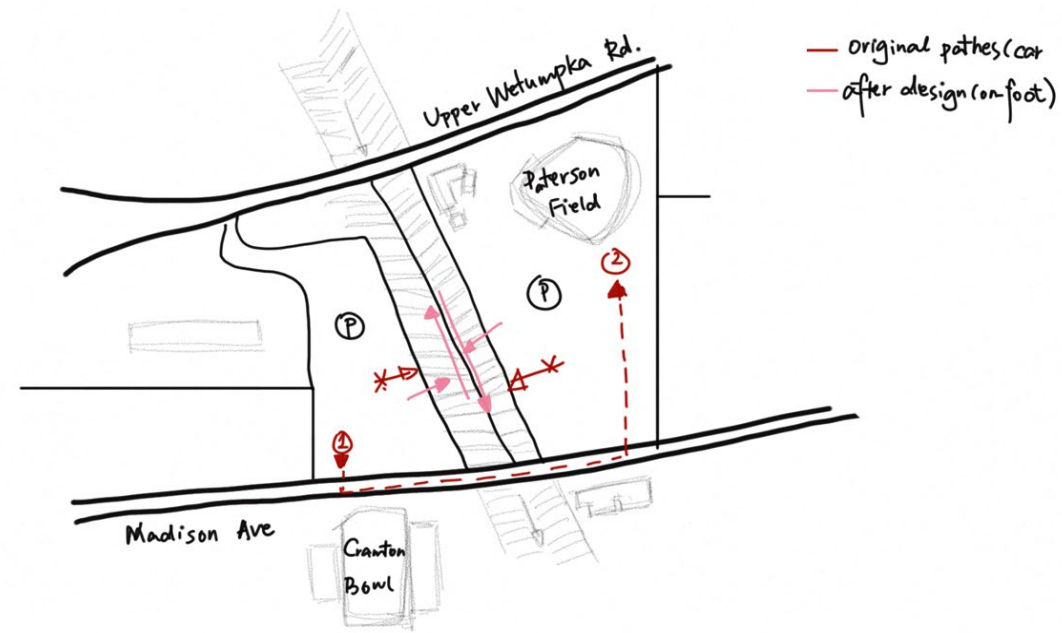 original pathes(car
after design(on-foot)
Upper Wetumpka Rd.
Paterson
Field
P
P
2
1
Madison Ave
Cramton
Bowl